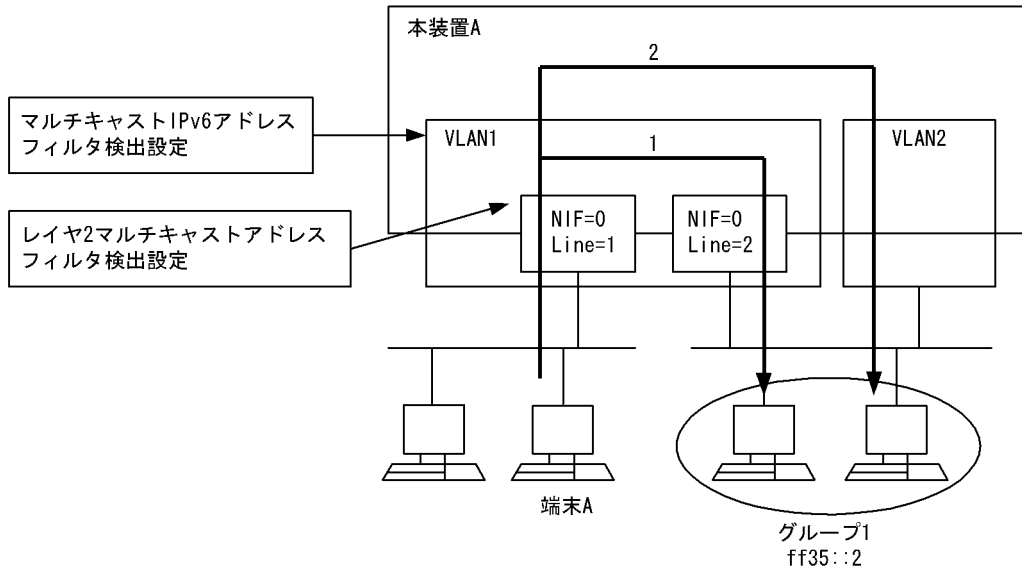 本装置A
2
マルチキャストIPv6アドレス
フィルタ検出設定
VLAN1
1
VLAN2
レイヤ2マルチキャストアドレス
フィルタ検出設定
NIF=0
Line=1
NIF=0
Line=2
端末A
グループ1
ff35::2